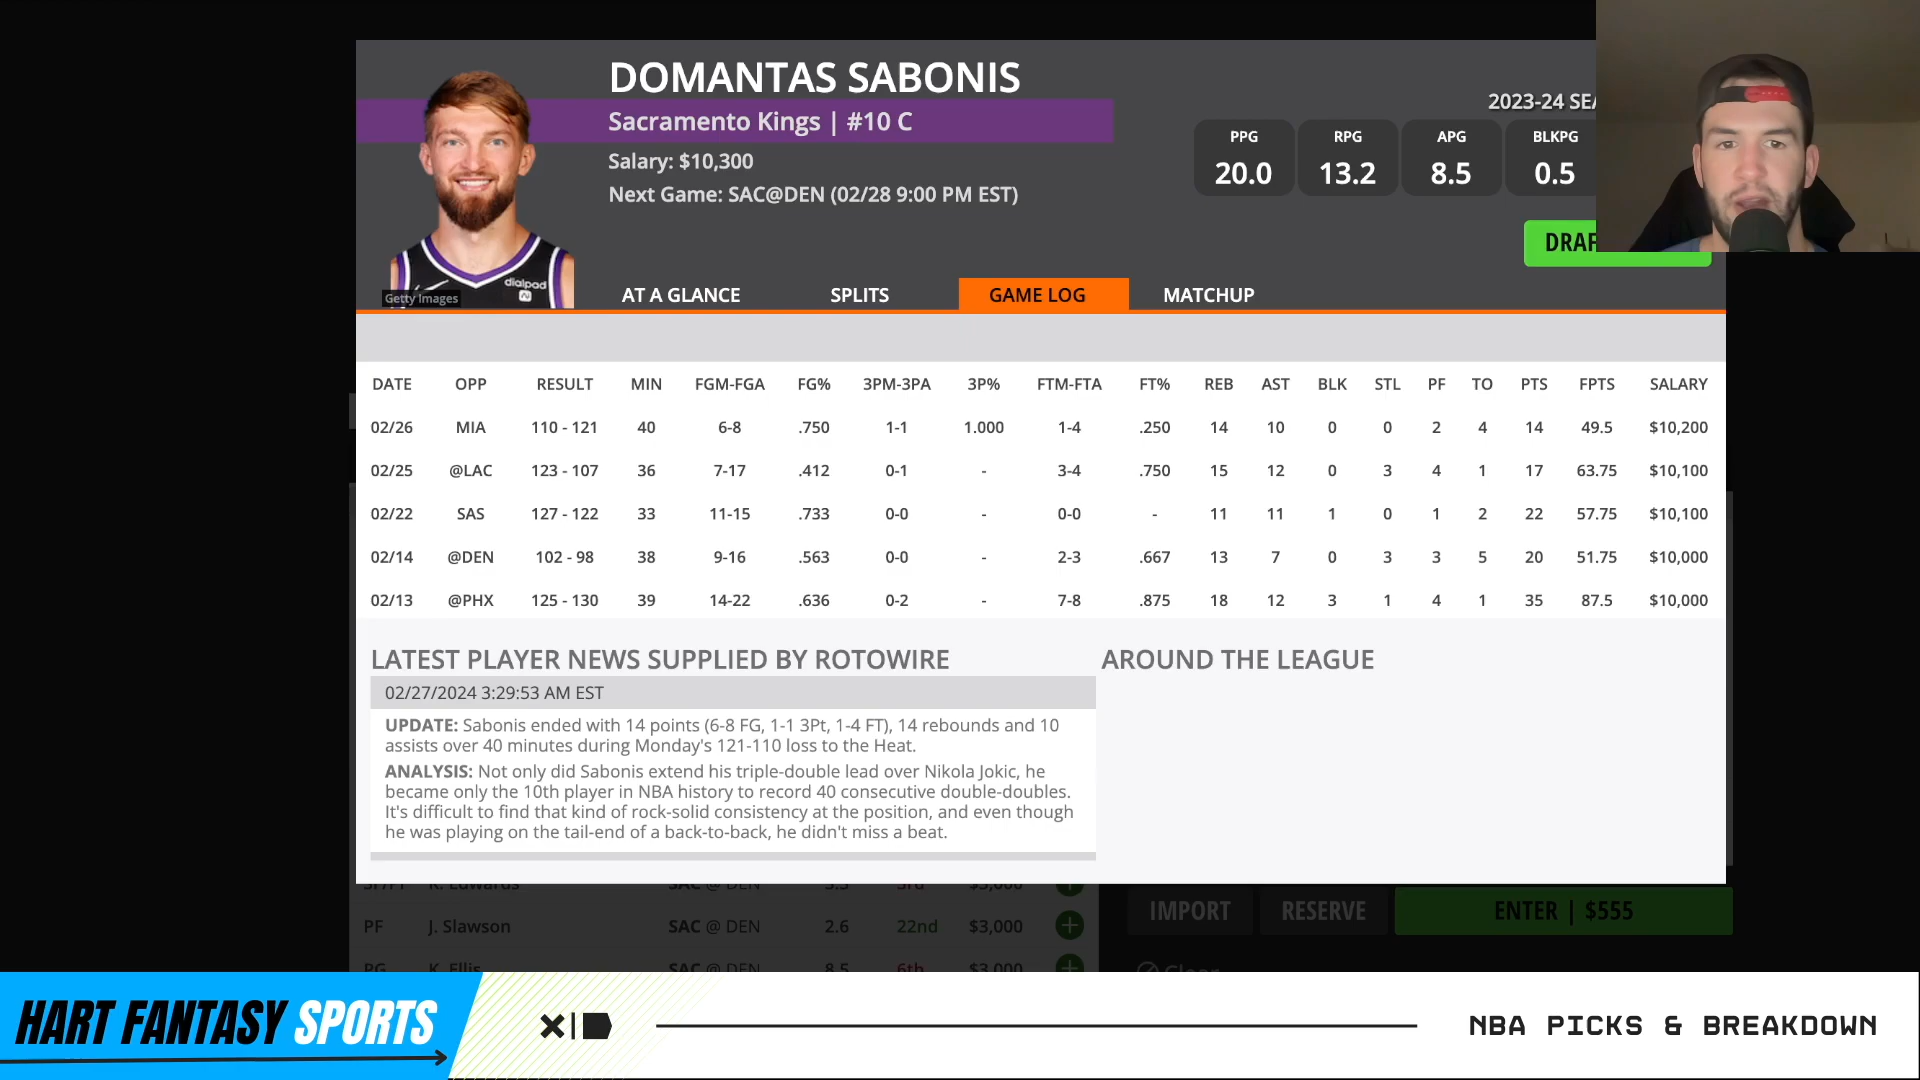 DOMANTAS SABONIS
Sacramento Kings | #10 C
Salary: $10,300
Next Game: SAC@DEN (02/28 9:00 PM EST)
2023-24 SEA
PPG RPG APG BLKPG
20.0 13.2 8.5 0.5
DRAF
dialpad
Getty Images
AT A GLANCE SPLITS GAME LOG MATCHUP
DATE OPP RESULT MIN FGM-FGA FG% 3PM-3PA 3P% FTM-FTA FT% REB AST BLK STL PF TO PTS FPTS SALARY
02/26 MIA 110 - 121 40 6-8 .750 1-1 1.000 1-4 .250 14 10 0 0 2 4 14 49.5 $10,200
02/25 @LAC 123 - 107 36 7-17 .412 0-1 - 3-4 .750 15 12 0 3 4 1 17 63.75 $10,100
02/22 SAS 127 - 122 33 11-15 .733 0-0 - 0-0 - 11 11 1 0 1 2 22 57.75 $10,100
02/14 @DEN 102 - 98 38 9-16 .563 0-0 - 2-3 .667 13 7 0 3 3 5 20 51.75 $10,000
02/13 @PHX 125 - 130 39 14-22 .636 0-2 - 7-8 .875 18 12 3 1 4 1 35 87.5 $10,000
LATEST PLAYER NEWS SUPPLIED BY ROTOWIRE
AROUND THE LEAGUE
02/27/2024 3:29:53 AM EST
UPDATE: Sabonis ended with 14 points (6-8 FG, 1-1 3Pt, 1-4 FT), 14 rebounds and 10
assists over 40 minutes during Monday's 121-110 loss to the Heat.
ANALYSIS: Not only did Sabonis extend his triple-double lead over Nikola Jokic, he
became only the 10th player in NBA history to record 40 consecutive double-doubles.
It's difficult to find that kind of rock-solid consistency at the position, and even though
he was playing on the tail-end of a back-to-back, he didn't miss a beat.
K. Edwards SAC @ DEN
PF J. Slawson SAC @ DEN 2.6 22nd $3,000
PG K. Ellis SAC @ DEN 8.5 6th $3,000
IMPORT RESERVE ENTER | $555
Clear
HART FANTASY SPORTS
NBA PICKS & BREAKDOWN